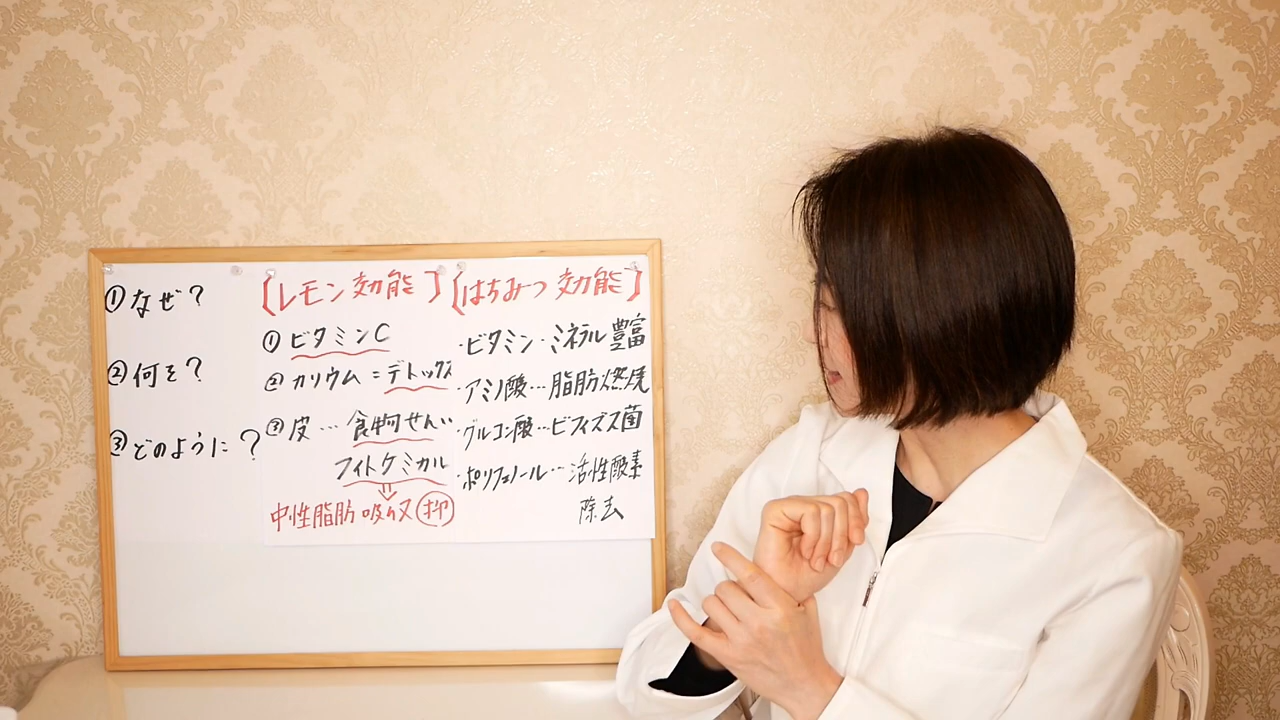 ①なぜ?
②何を?
③どのように?
【レモン効能】
①ビタミンC
②カリウム=デトックス
③皮…食物せんい
フィトケミカル
⇓
中性脂肪吸収抑
【はちみつ効能】
・ビタミン・ミネラル豊富
・アミノ酸…脂肪燃焼
・グルコン酸…ビフィズス菌
・ポリフェノール…活性酸素
除去